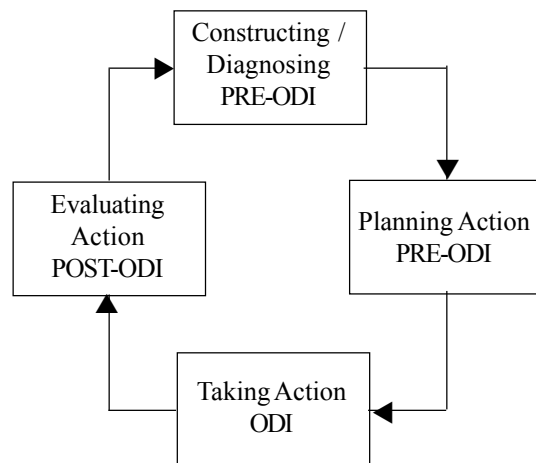 Constructing /
Diagnosing
PRE-ODI
Planning Action
PRE-ODI
Taking Action
ODI
Evaluating
Action
POST-ODI